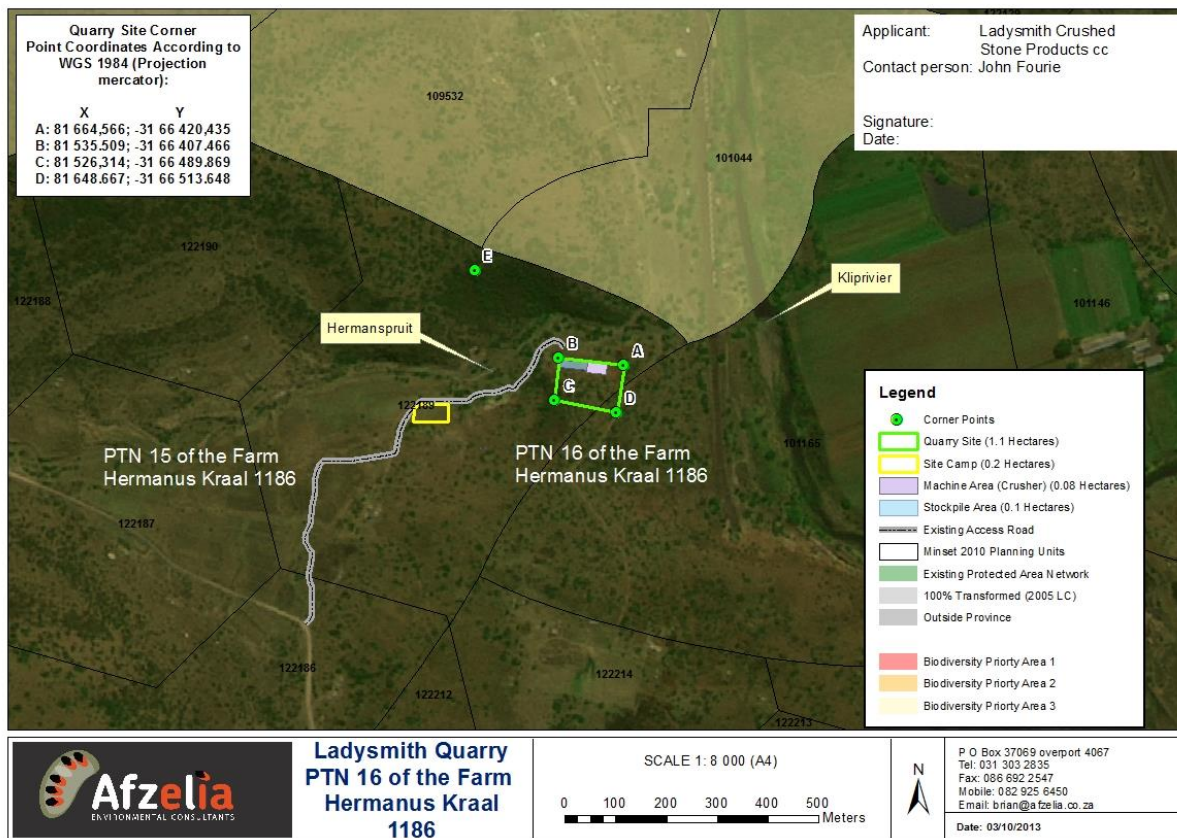 Quarry Site Corner
Point Coordinates According to
WGS 1984 (Projection
mercator):
X Y
A: 81 664,566; -31 66 420,435
B: 81 535.509; -31 66 407.466
C: 81 526,314; -31 66 489.869
D: 81 648.667; -31 66 513.648
Applicant: Ladysmith Crushed
Stone Products cc
Contact person: John Fourie
Signature:
Date:
109532
101044
122190
122188
E
Kliprivier
101146
Hermanspruit
B
A
C
D
122189
101165
PTN 15 of the Farm
Hermanus Kraal 1186
PTN 16 of the Farm
Hermanus Kraal 1186
122187
122186
122214
122212
122213
Legend
Corner Points
Quarry Site (1.1 Hectares)
Site Camp (0.2 Hectares)
Machine Area (Crusher) (0.08 Hectares)
Stockpile Area (0.1 Hectares)
Existing Access Road
Minset 2010 Planning Units
Existing Protected Area Network
100% Transformed (2005 LC)
Outside Province
Biodiversity Priorty Area 1
Biodiversity Priorty Area 2
Biodiversity Priorty Area 3
Afzelia
ENVIRONMENTAL CONSULTANTS
Ladysmith Quarry
PTN 16 of the Farm
Hermanus Kraal
1186
SCALE 1: 8 000 (A4)
0 100 200 300 400 500
Meters
N
P O Box 37069 overport 4067
Tel: 031 303 2835
Fax: 086 692 2547
Mobile: 082 925 6450
Email: brian@afzelia.co.za
Date: 03/10/2013